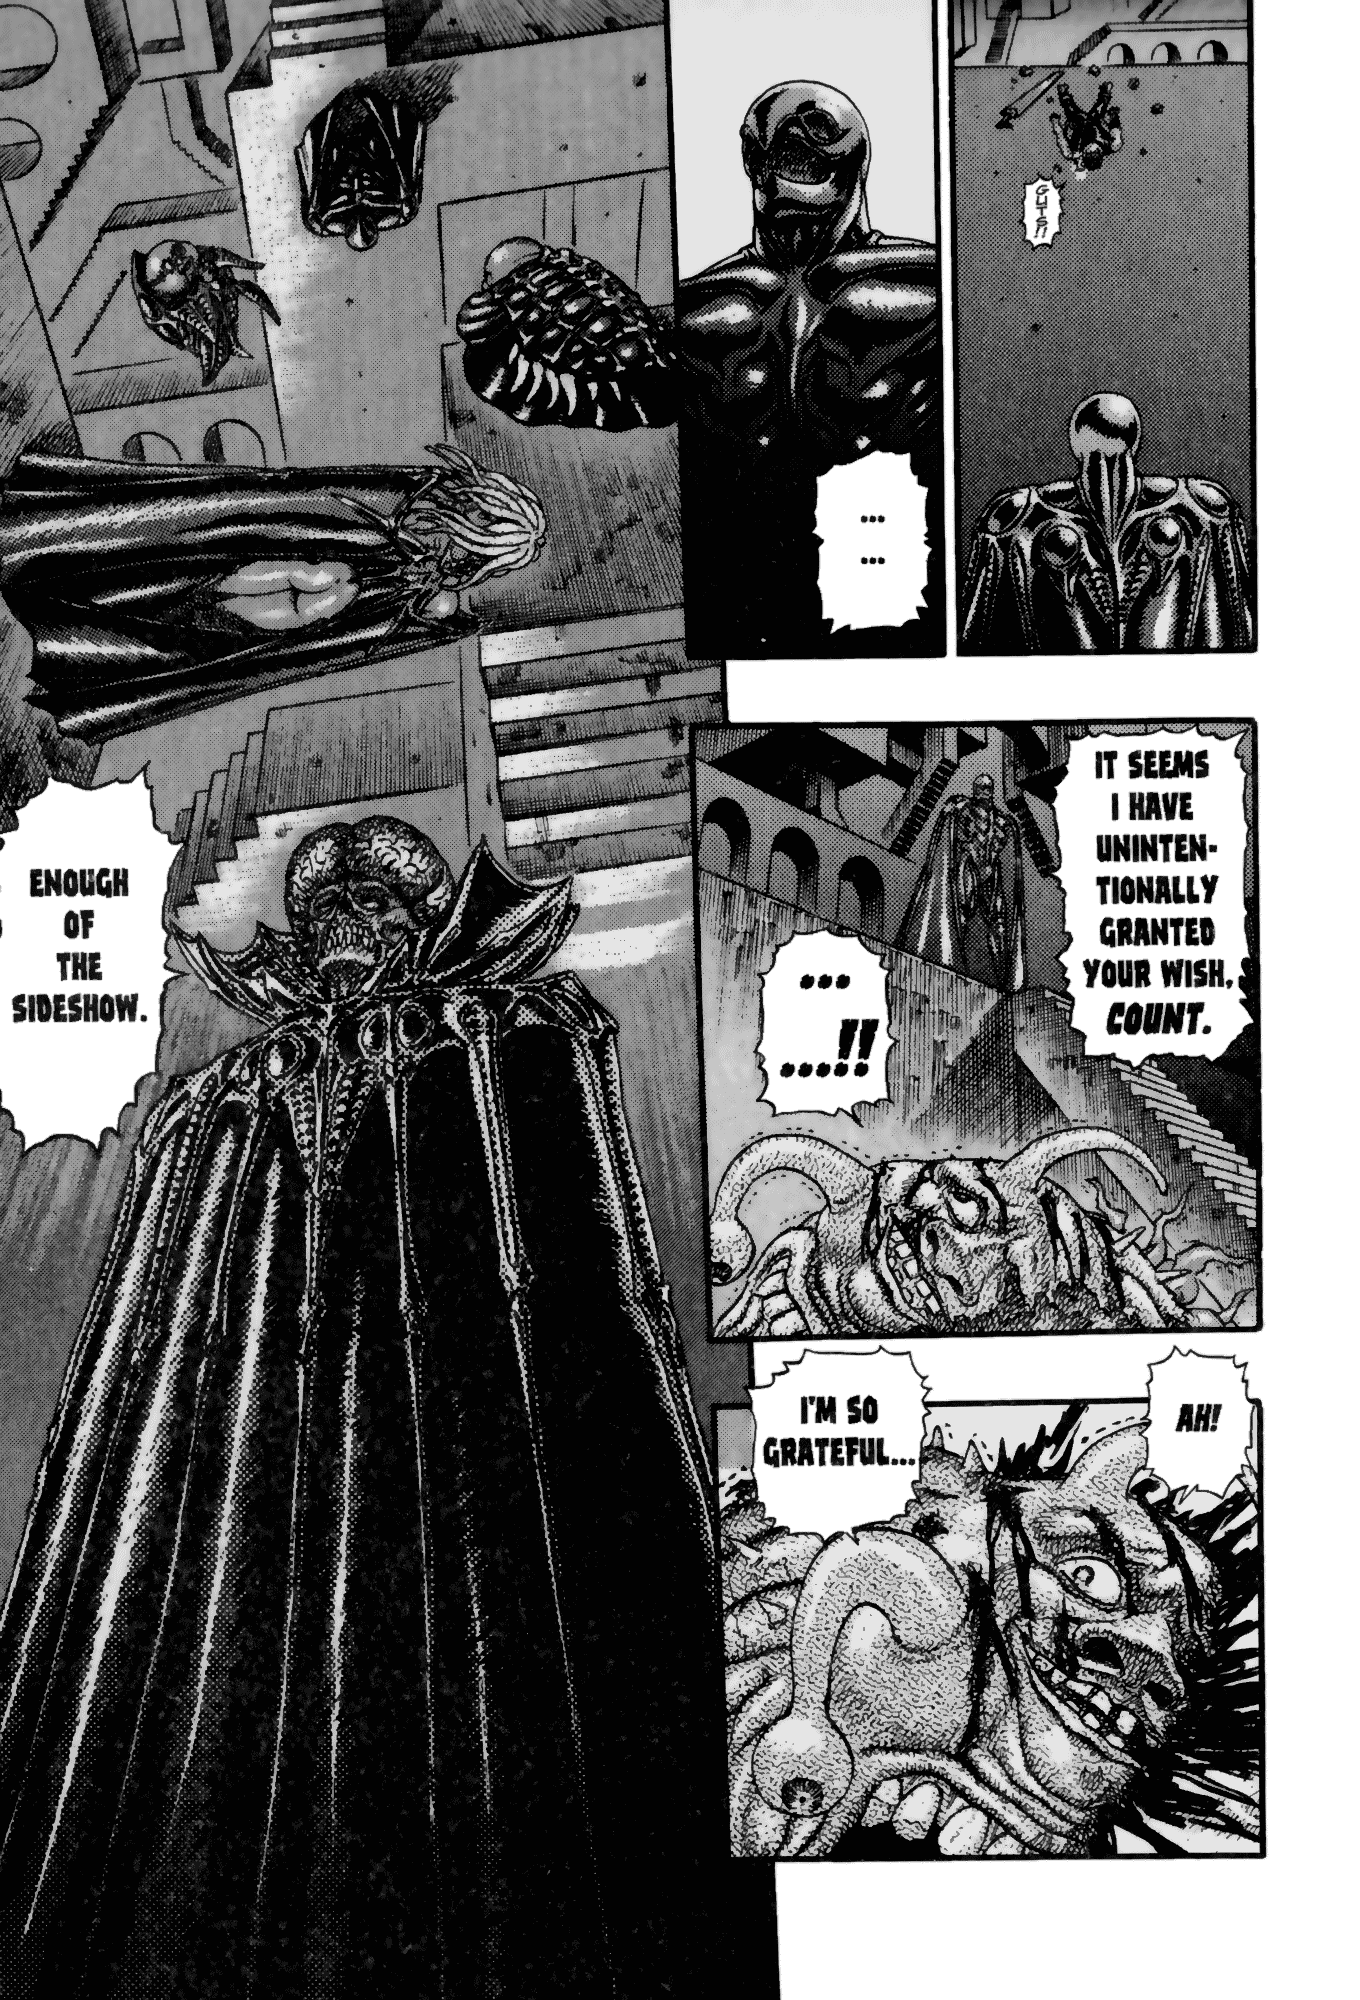 GUTS!!
...
...
IT SEEMS
I HAVE
UNINTEN-
TIONALLY
GRANTED
YOUR WISH,
COUNT.
...
.....!!
AH!
I'M SO
GRATEFUL...
ENOUGH
OF
THE
SIDESHOW.